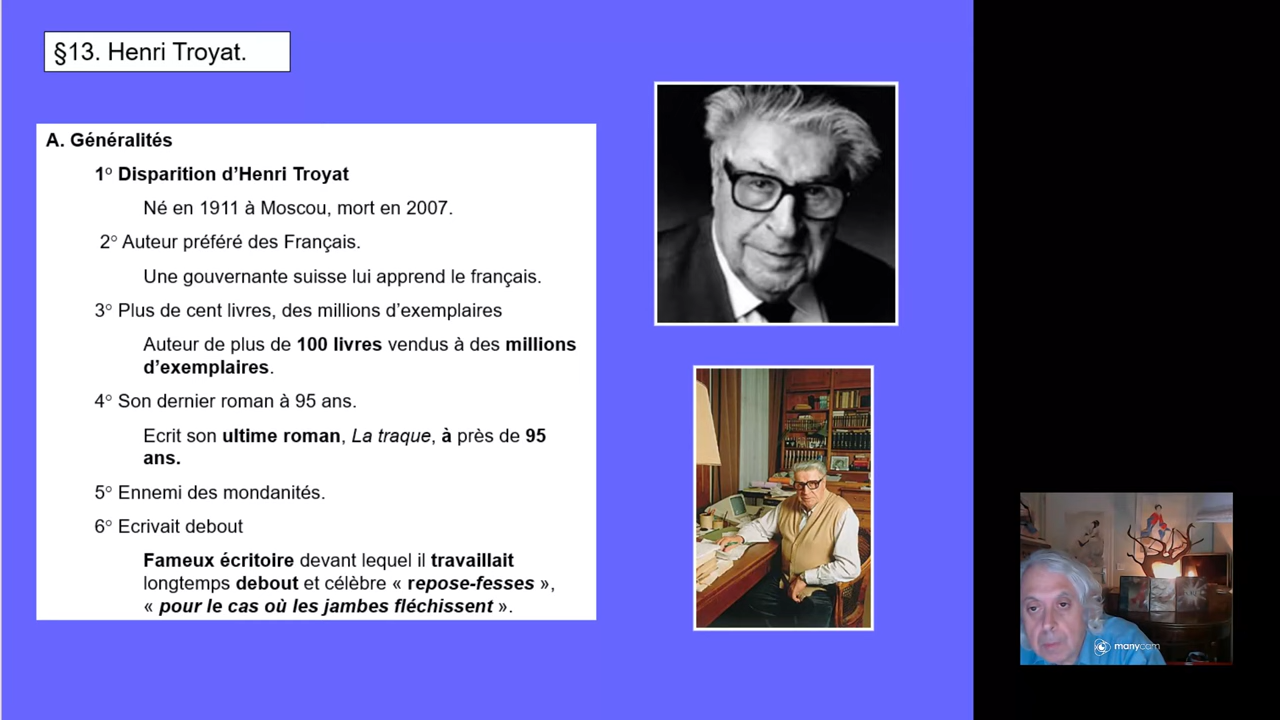 §13. Henri Troyat.
A. Généralités
1° Disparition d’Henri Troyat
Né en 1911 à Moscou, mort en 2007.
2° Auteur préféré des Français.
Une gouvernante suisse lui apprend le français.
3° Plus de cent livres, des millions d’exemplaires
Auteur de plus de 100 livres vendus à des millions
d’exemplaires.
4° Son dernier roman à 95 ans.
Ecrit son ultime roman, La traque, à près de 95
ans.
5° Ennemi des mondanités.
6° Ecrivait debout
Fameux écritoire devant lequel il travaillait
longtemps debout et célèbre « repose-fesses »,
« pour le cas où les jambes fléchissent ».
manycam